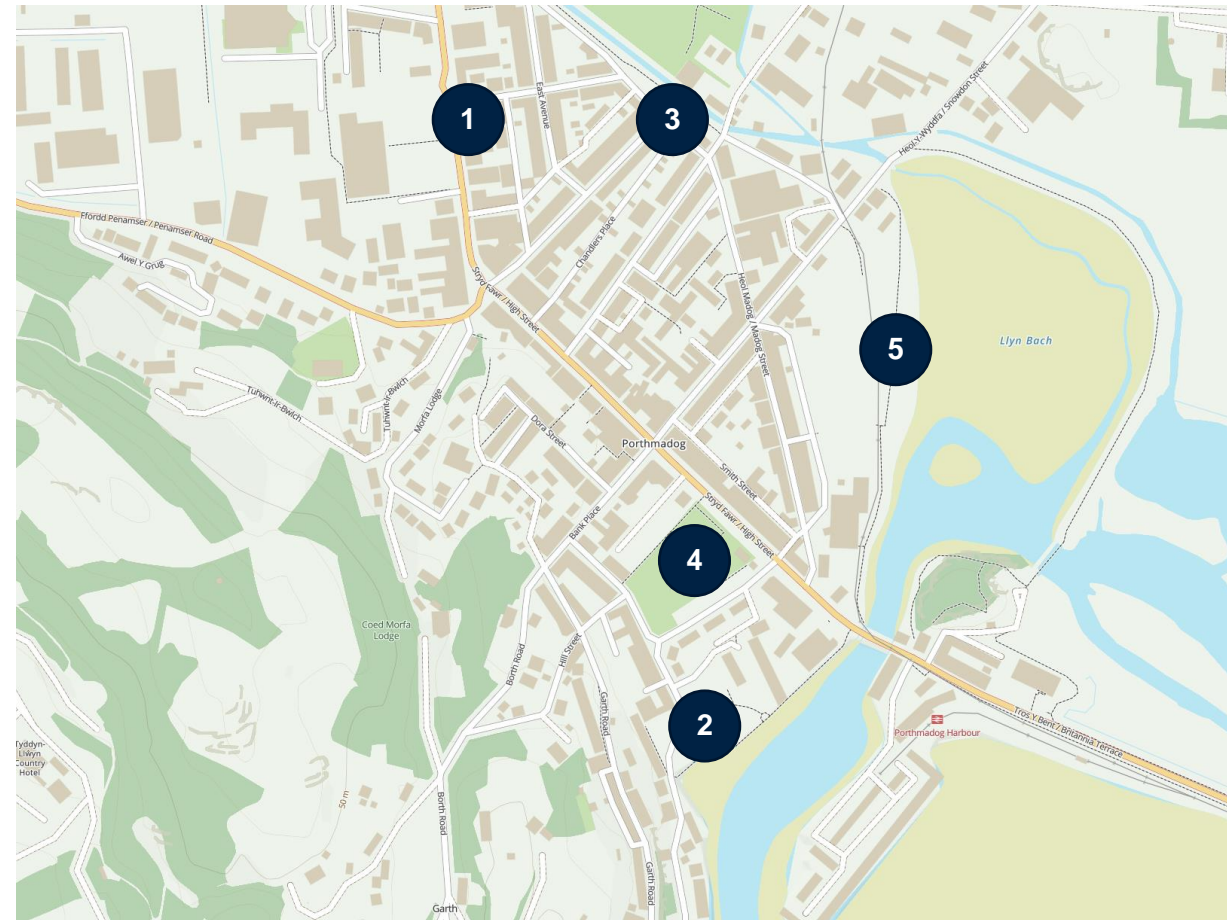 1
3
East Avenue
Heol Y Wyddfa / Snowdon Street
Ffordd Penamser / Penamser Road
Awel Y Grug
Chandlers Place
Stryd Fawr / High Street
Heol Madog / Madog Street
5
Llyn Bach
Tuhwnt-Ir-Bwlch
Tuhwnt-Ir-Bwlch
Morfa Lodge
Dora Street
Porthmadog
Smith Street
Stryd Fawr / High Street
Bank Place
4
Coed Morfa
Lodge
Hill Street
Borth Road
Garth Road
2
Porthmadog Harbour
Tros Y Bent / Britannia Terrace
Tyddyn-
Llwyn
Country
Hotel
50 m
Borth Road
Garth Road
Garth